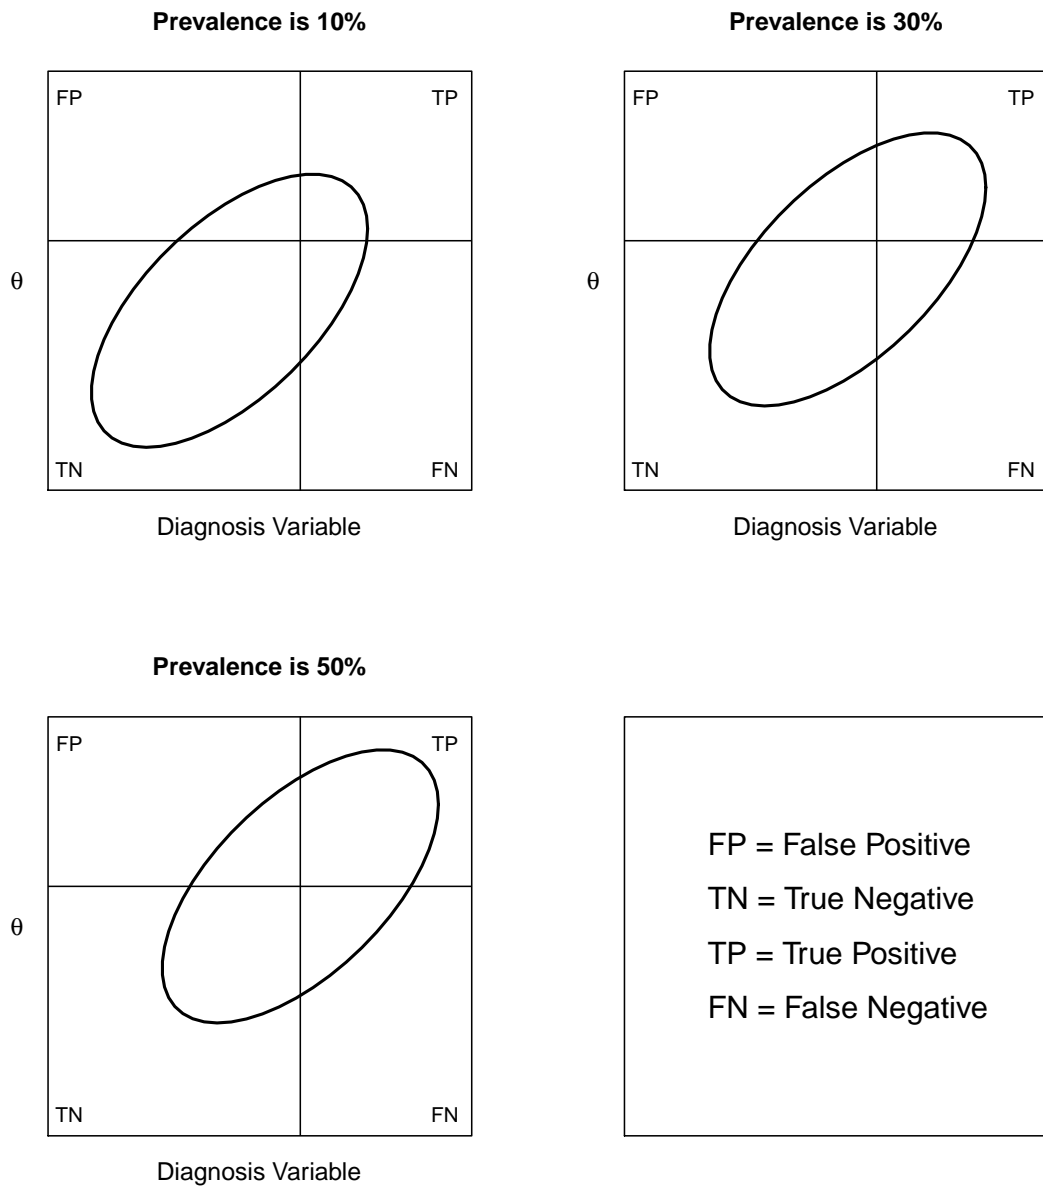 Prevalence is 10%
FP
TP
θ
TN
FN
Diagnosis Variable
Prevalence is 30%
FP
TP
θ
TN
FN
Diagnosis Variable
Prevalence is 50%
FP
TP
θ
TN
FN
Diagnosis Variable
FP = False Positive
TN = True Negative
TP = True Positive
FN = False Negative